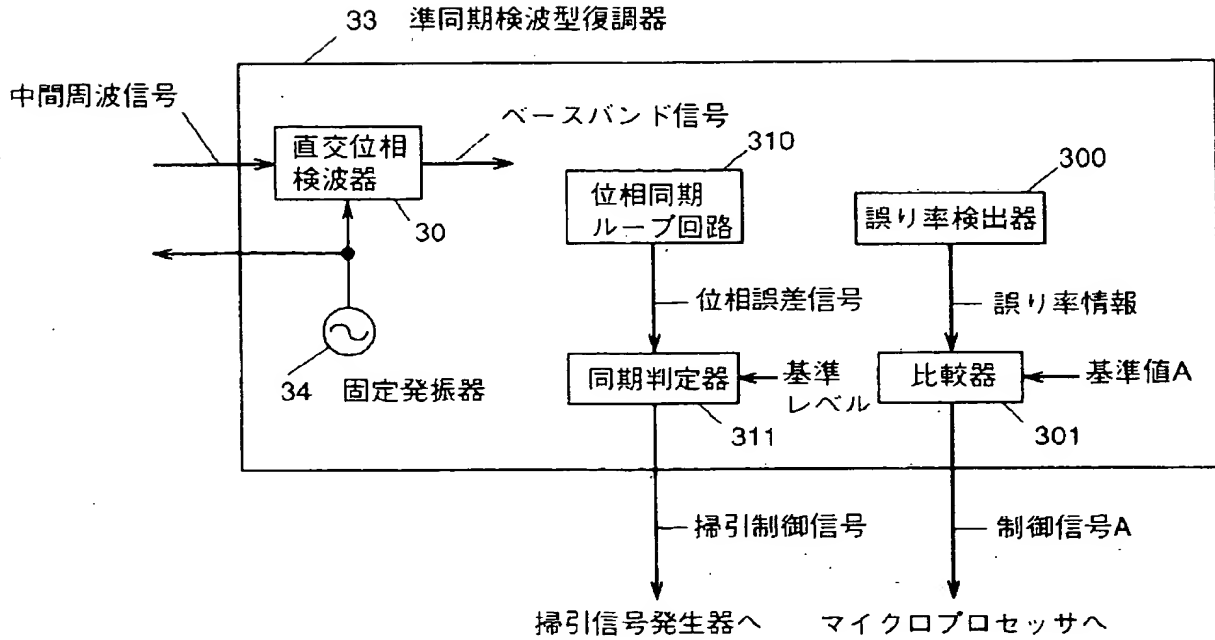 33 準同期検波型復調器
中間周波信号
ベースバンド信号
直交位相
検波器
30
310
位相同期
ループ回路
300
誤り率検出器
位相誤差信号
誤り率情報
34 固定発振器
同期判定器
基準
レベル
311
比較器
基準値A
301
掃引制御信号
制御信号A
掃引信号発生器へ
マイクロプロセッサへ